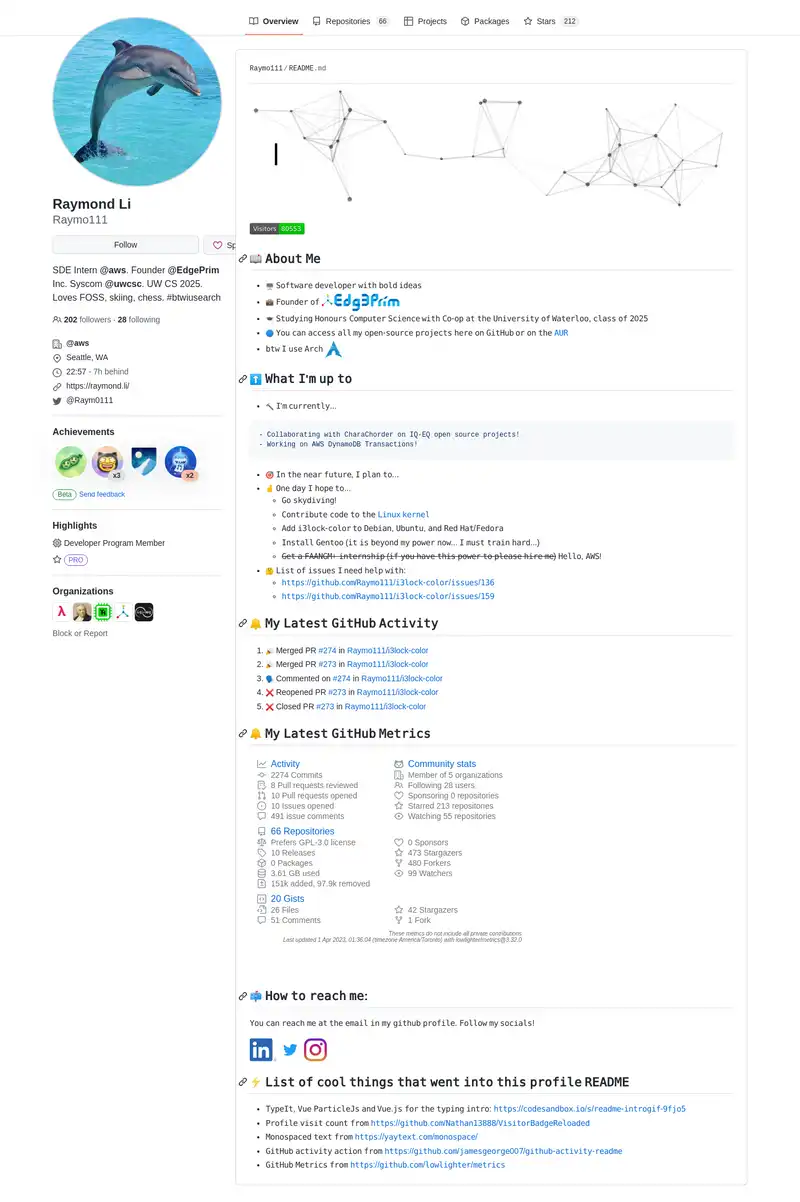 Overview
Repositories 66
Projects
Packages
Stars 212
Raymond Li
Raymo111
Follow
Sp
SDE Intern @aws. Founder @EdgePrim
Inc. Syscom @uwcsc. UW CS 2025.
Loves FOSS, skiing, chess. #btwiusearch
202 followers · 28 following
@aws
Seattle, WA
22:57 - 7h behind
https://raymond.li/
@Raym0111
Achievements
x3
x2
Beta Send feedback
Highlights
Developer Program Member
PRO
Organizations
Block or Report
Raymo111/README.md
Visitors 80553
About Me
Software developer with bold ideas
Founder of Edg3Prim
Studying Honours Computer Science with Co-op at the University of Waterloo, class of 2025
You can access all my open-source projects here on GitHub or on the AUR
btw I use Arch
What I'm up to
I'm currently...
- Collaborating with CharaChorder on IQ-EQ open source projects!
- Working on AWS DynamoDB Transactions!
In the near future, I plan to...
One day I hope to...
Go skydiving!
Contribute code to the Linux kernel
Add i3lock-color to Debian, Ubuntu, and Red Hat/Fedora
Install Gentoo (it is beyond my power now... I must train hard...)
Get a FAANGM+ internship (if you have this power to please hire me) Hello, AWS!
List of issues I need help with:
https://github.com/Raymo111/i3lock-color/issues/136
https://github.com/Raymo111/i3lock-color/issues/159
My Latest GitHub Activity
1. Merged PR #274 in Raymo111/i3lock-color
2. Merged PR #273 in Raymo111/i3lock-color
3. Commented on #274 in Raymo111/i3lock-color
4. Reopened PR #273 in Raymo111/i3lock-color
5. Closed PR #273 in Raymo111/i3lock-color
My Latest GitHub Metrics
Activity
2274 Commits
8 Pull requests reviewed
10 Pull requests opened
10 Issues opened
491 issue comments
Community stats
Member of 5 organizations
Following 28 users
Sponsoring 0 repositories
Starred 213 repositories
Watching 55 repositories
66 Repositories
Prefers GPL-3.0 license
10 Releases
0 Packages
3.61 GB used
151k added, 97.9k removed
0 Sponsors
473 Stargazers
480 Forkers
99 Watchers
20 Gists
26 Files
51 Comments
42 Stargazers
1 Fork
These metrics do not include all private contributions
Last updated 1 Apr 2023, 01:36:04 (timezone America/Toronto) with lowlighter/metrics@3.32.0
How to reach me:
You can reach me at the email in my github profile. Follow my socials!
in
List of cool things that went into this profile README
TypeIt, Vue ParticleJs and Vue.js for the typing intro: https://codesandbox.io/s/readme-introgif-9fjo5
Profile visit count from https://github.com/Nathan13888/VisitorBadgeReloaded
Monospaced text from https://yaytext.com/monospace/
GitHub activity action from https://github.com/jamesgeorge007/github-activity-readme
GitHub Metrics from https://github.com/lowlighter/metrics